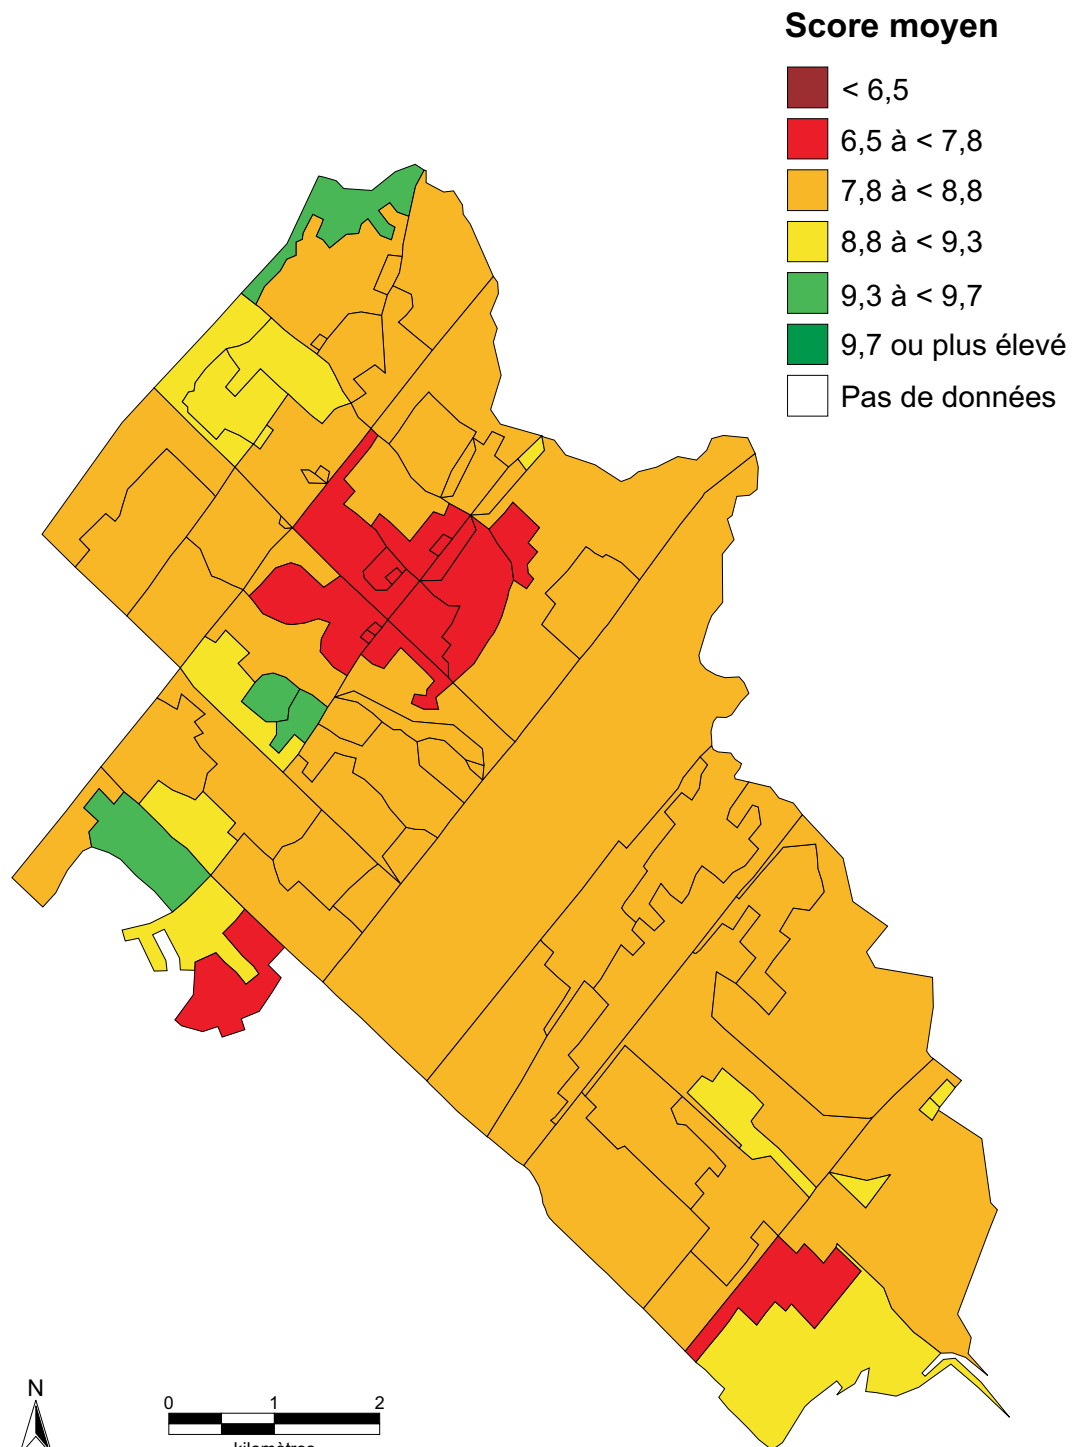 Score moyen
< 6,5
6,5 à < 7,8
7,8 à < 8,8
8,8 à < 9,3
9,3 à < 9,7
9,7 ou plus élevé
Pas de données
N
0 1 2
kilomètres